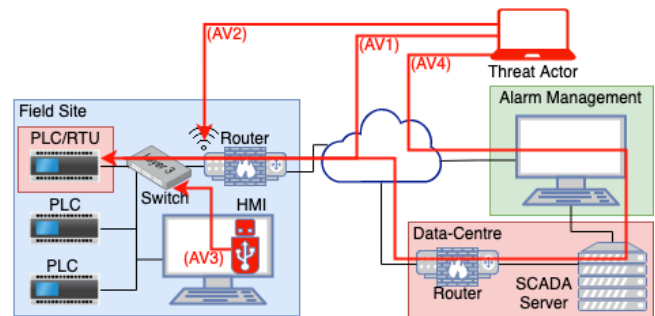 (AV2)
(AV1)
(AV4)
Threat Actor
Alarm Management
Field Site
PLC/RTU
Router
Layer 3
Switch
PLC
HMI
(AV3)
PLC
Data-Centre
Router
SCADA
Server